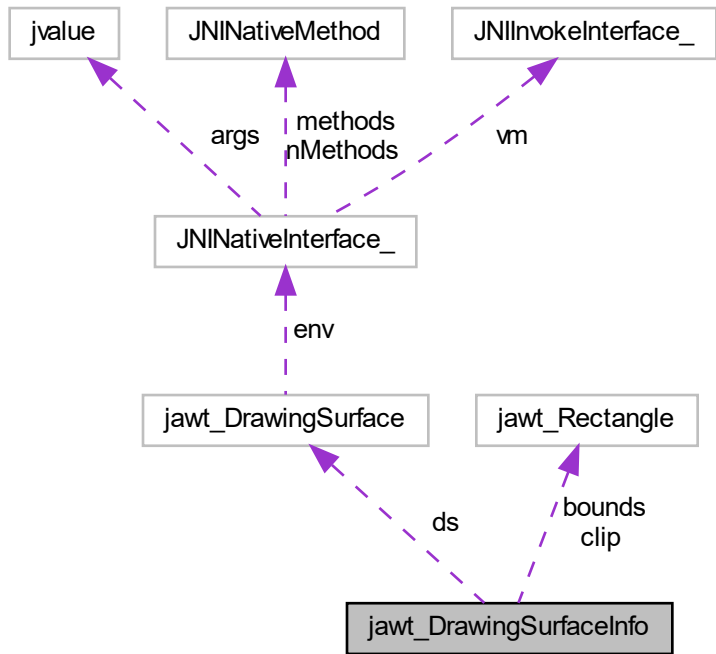 jvalue
JNINativeMethod
JNIInvokeInterface_
args
methods
nMethods
vm
JNINativeInterface_
env
jawt_DrawingSurface
jawt_Rectangle
ds
bounds
clip
jawt_DrawingSurfaceInfo